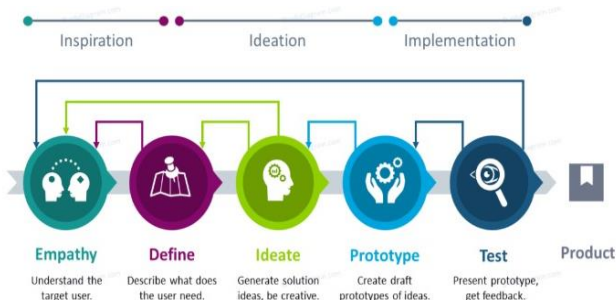 Inspiration
Ideation
Implementation
Empathy
Define
Ideate
Prototype
Test
Product
Understand the
target user.
Describe what does
the user need.
Generate solution
ideas, be creative.
Create draft
prototypes of ideas.
Present prototype,
get feedback.